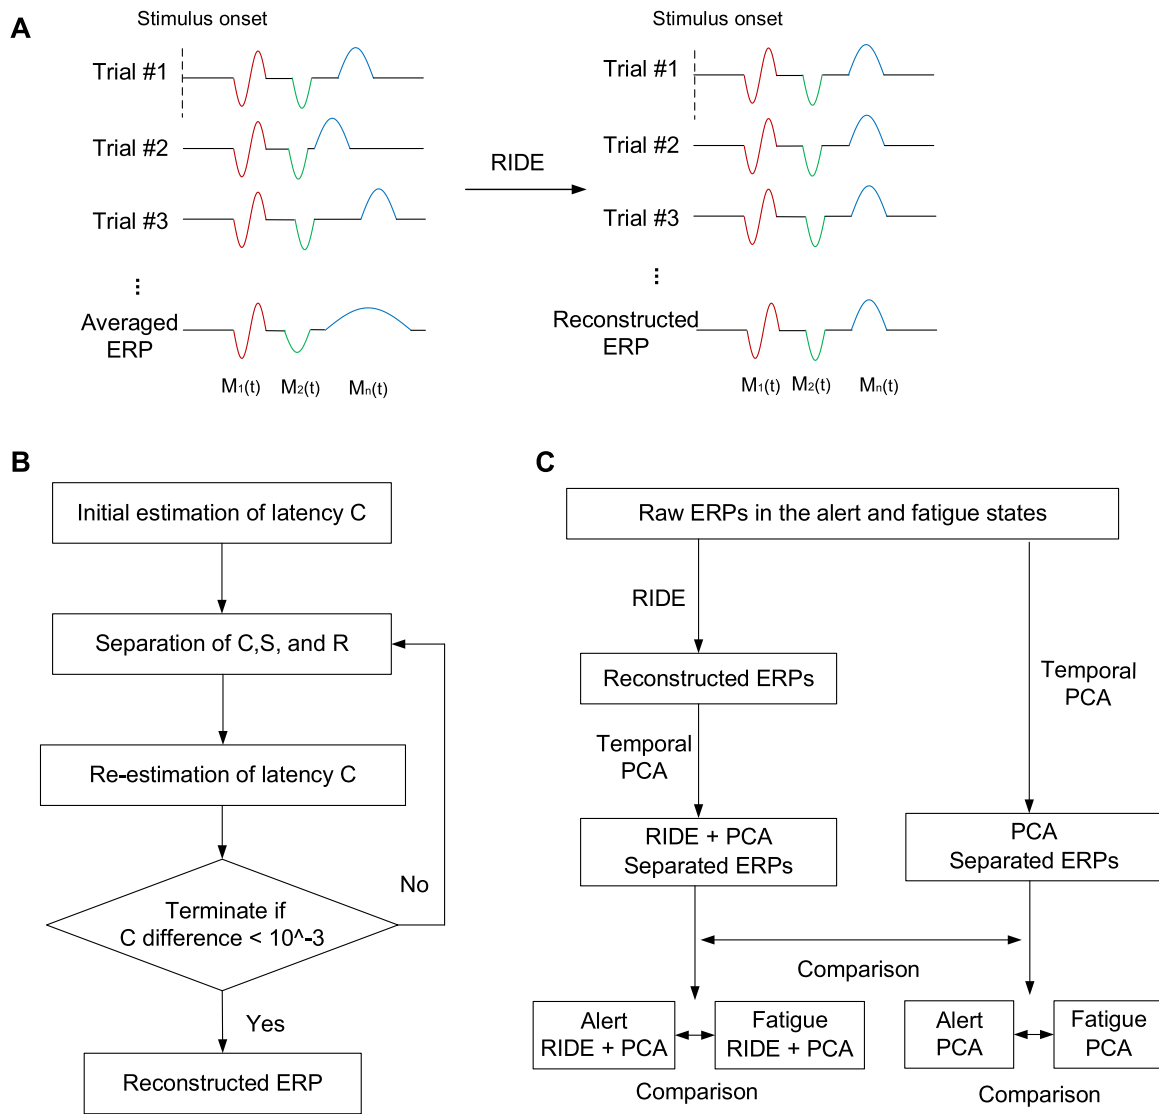 A
Stimulus onset
Trial #1
Trial #2
Trial #3
...
Averaged
ERP
M1(t)
M2(t)
Mn(t)
RIDE
Stimulus onset
Trial #1
Trial #2
Trial #3
...
Reconstructed
ERP
M1(t)
M2(t)
Mn(t)
B
Initial estimation of latency C
Separation of C,S, and R
Re-estimation of latency C
Terminate if
C difference < 10^-3
No
Yes
Reconstructed ERP
C
Raw ERPs in the alert and fatigue states
RIDE
Reconstructed ERPs
Temporal
PCA
RIDE + PCA
Separated ERPs
Temporal
PCA
PCA
Separated ERPs
Comparison
Alert
RIDE + PCA
Fatigue
RIDE + PCA
Comparison
Alert
PCA
Fatigue
PCA
Comparison